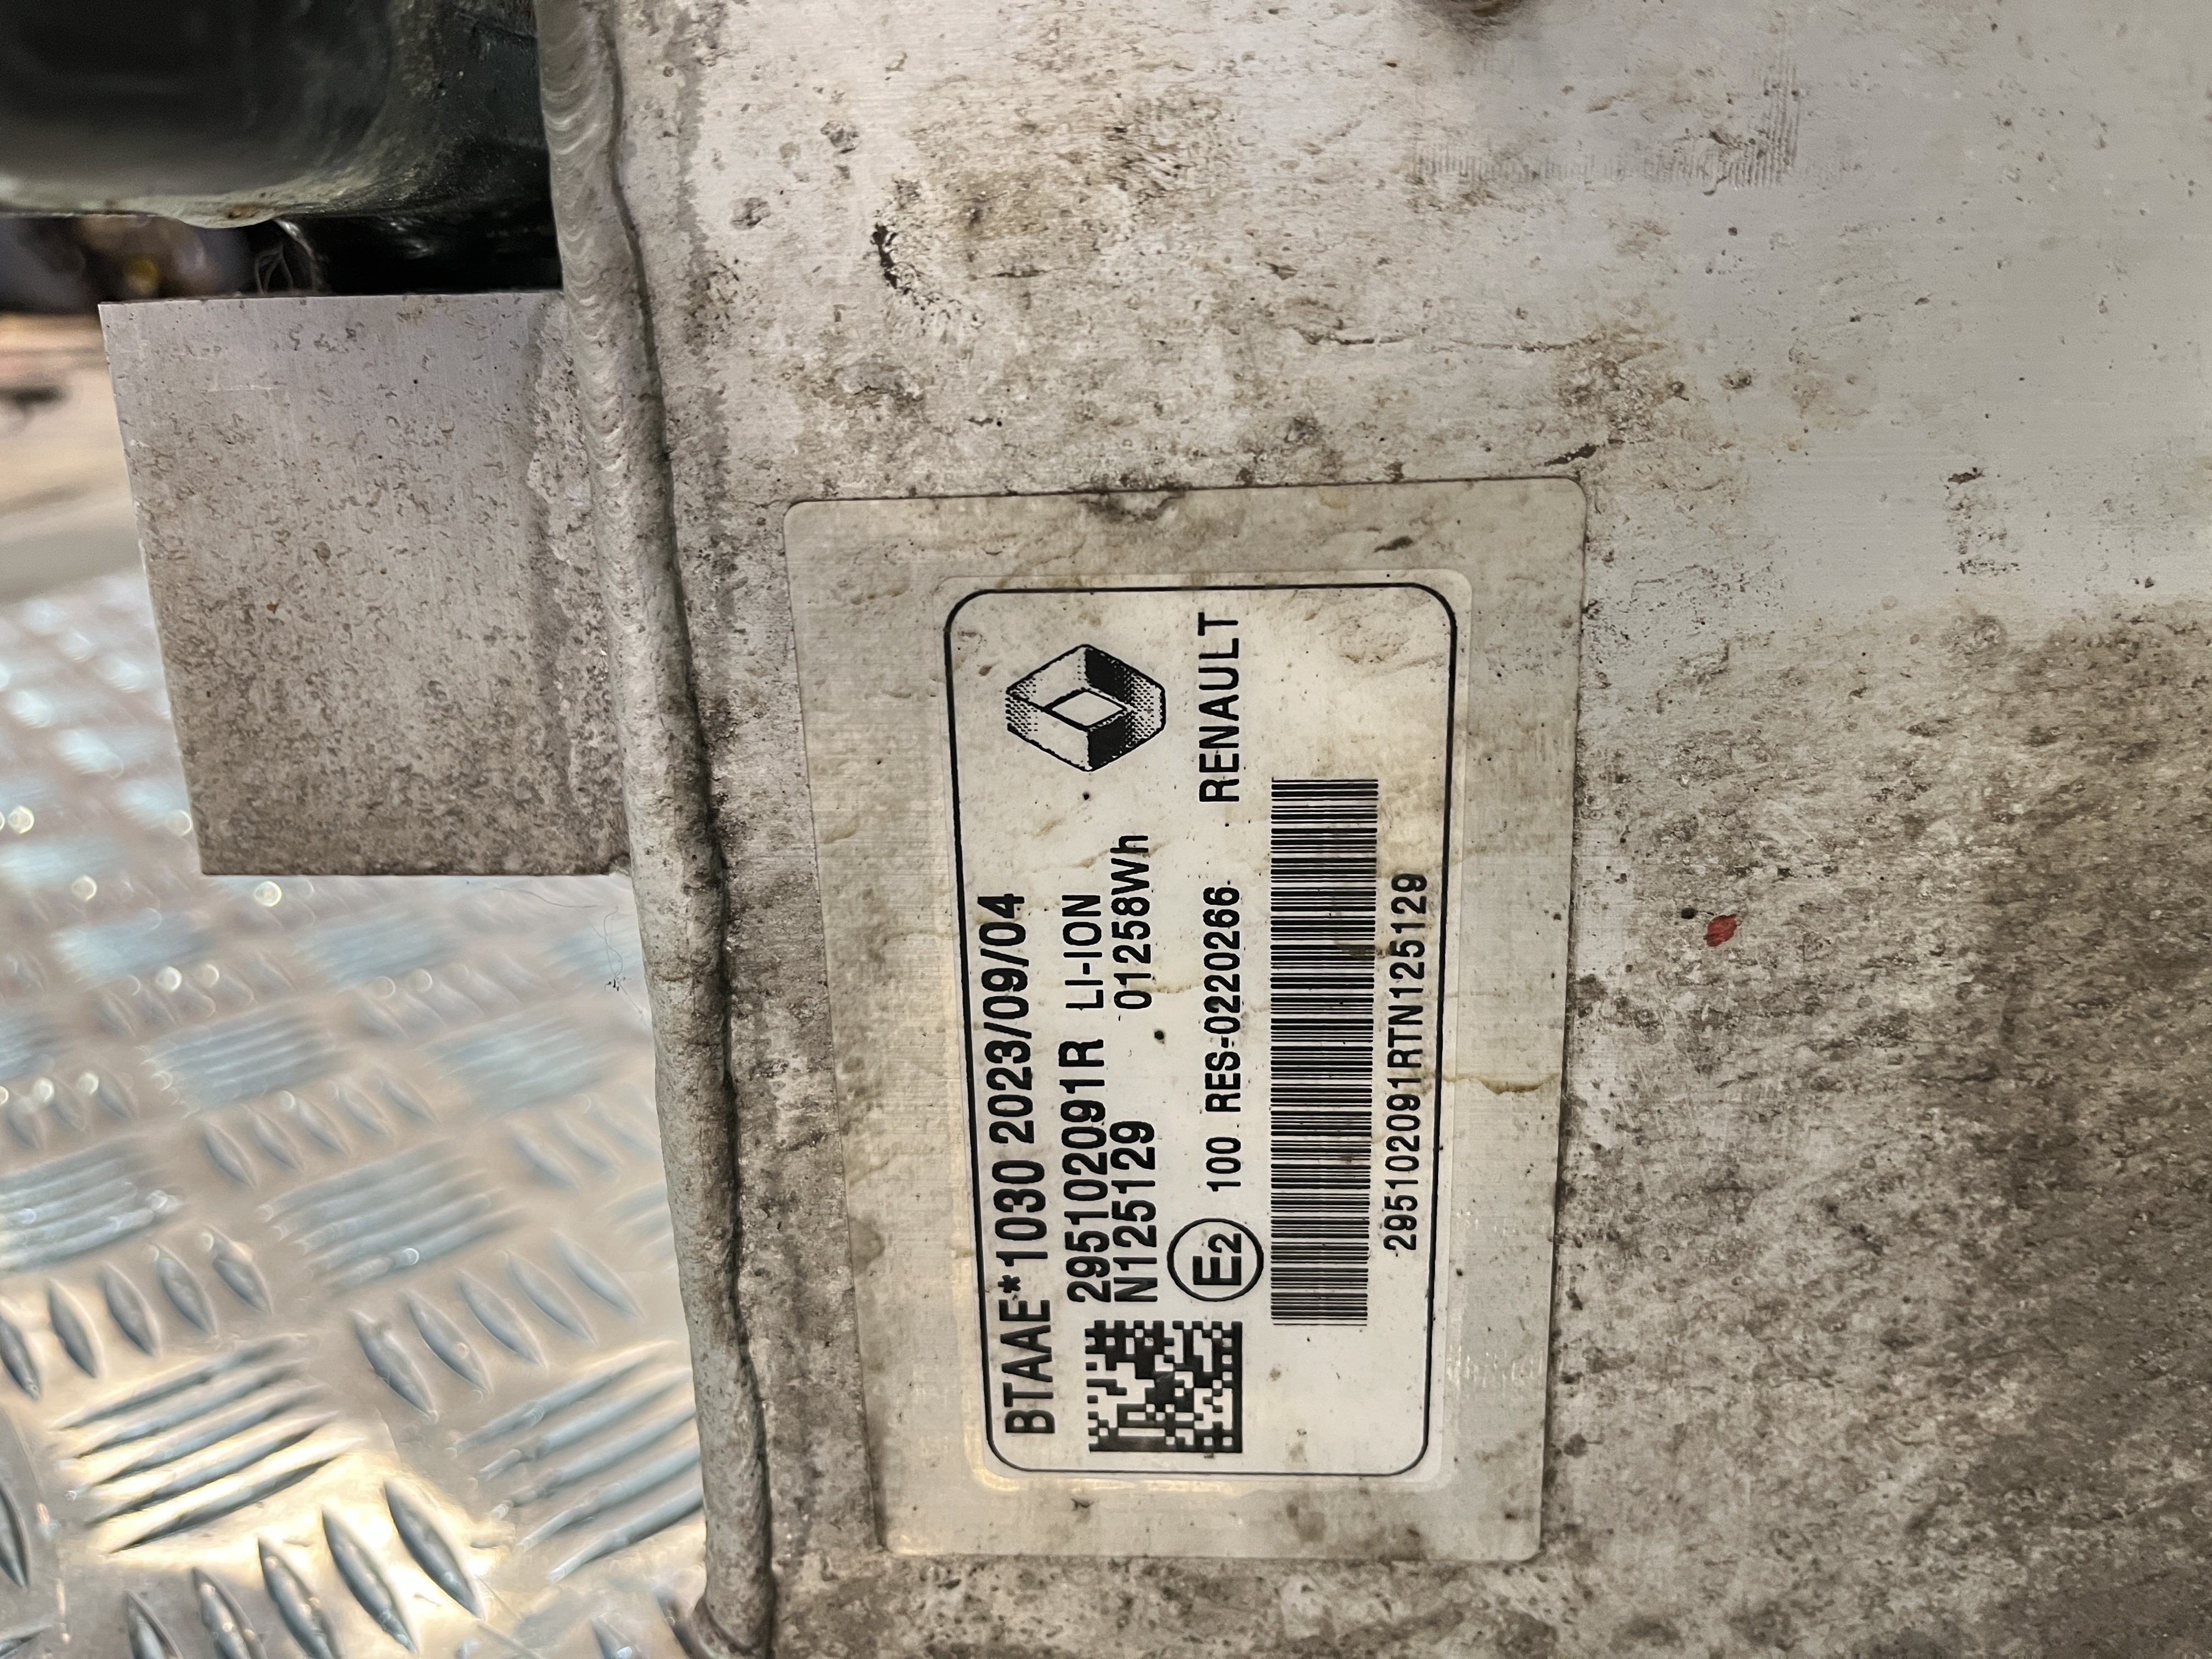 BTAAE*1030 2023/09/04
295102091R LI-ION
N125129 01258Wh
E2 100 RES-0220266 RENAULT
295102091RTN125129